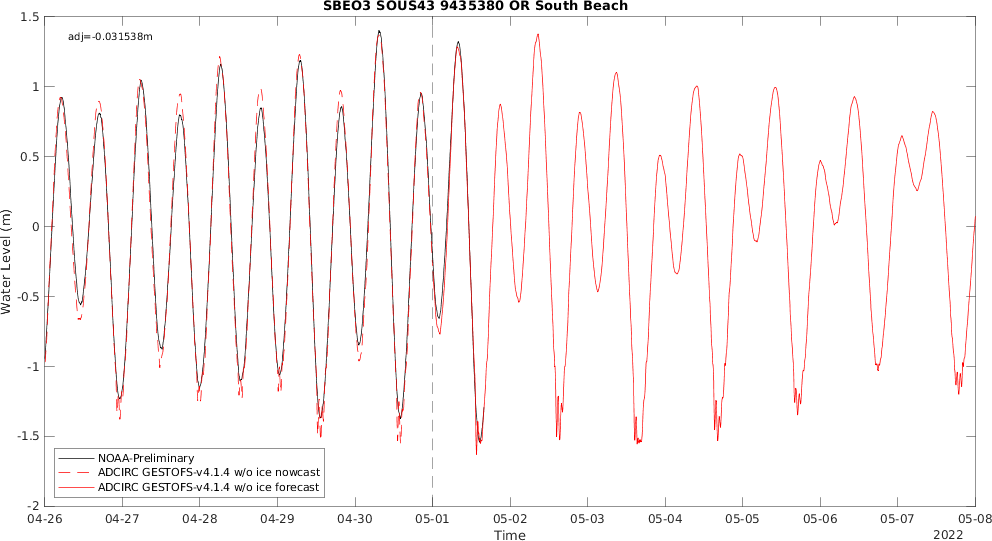 SBEO3 SOUS43 9435380 OR South Beach
adj=-0.031538m
1.5
1
0.5
0
-0.5
-1
-1.5
-2
Water Level (m)
NOAA-Preliminary
ADCIRC GESTOFS-v4.1.4 w/o ice nowcast
ADCIRC GESTOFS-v4.1.4 w/o ice forecast
04-26 04-27 04-28 04-29 04-30 05-01 05-02 05-03 05-04 05-05 05-06 05-07 05-08
Time
2022